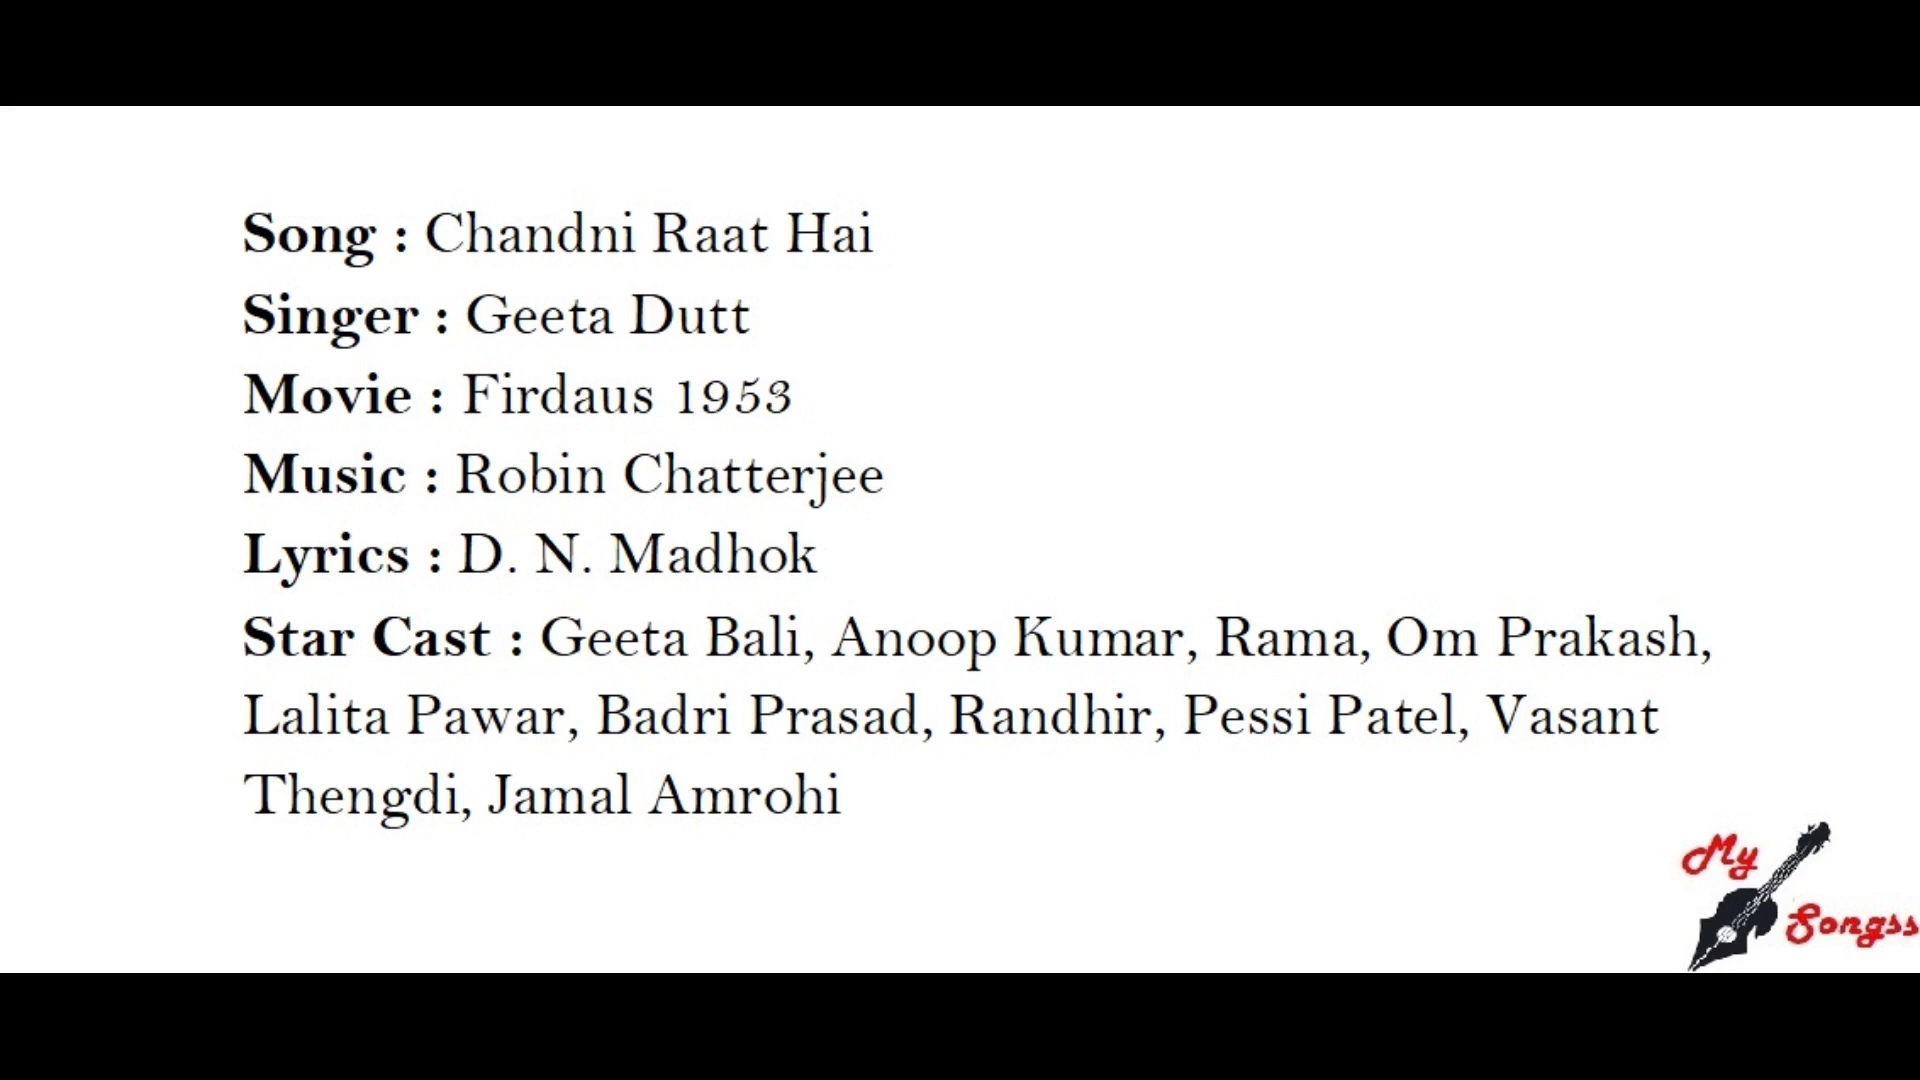 Song : Chandni Raat Hai
Singer : Geeta Dutt
Movie : Firdaus 1953
Music : Robin Chatterjee
Lyrics : D. N. Madhok
Star Cast : Geeta Bali, Anoop Kumar, Rama, Om Prakash,
Lalita Pawar, Badri Prasad, Randhir, Pessi Patel, Vasant
Thengdi, Jamal Amrohi
My
Songss